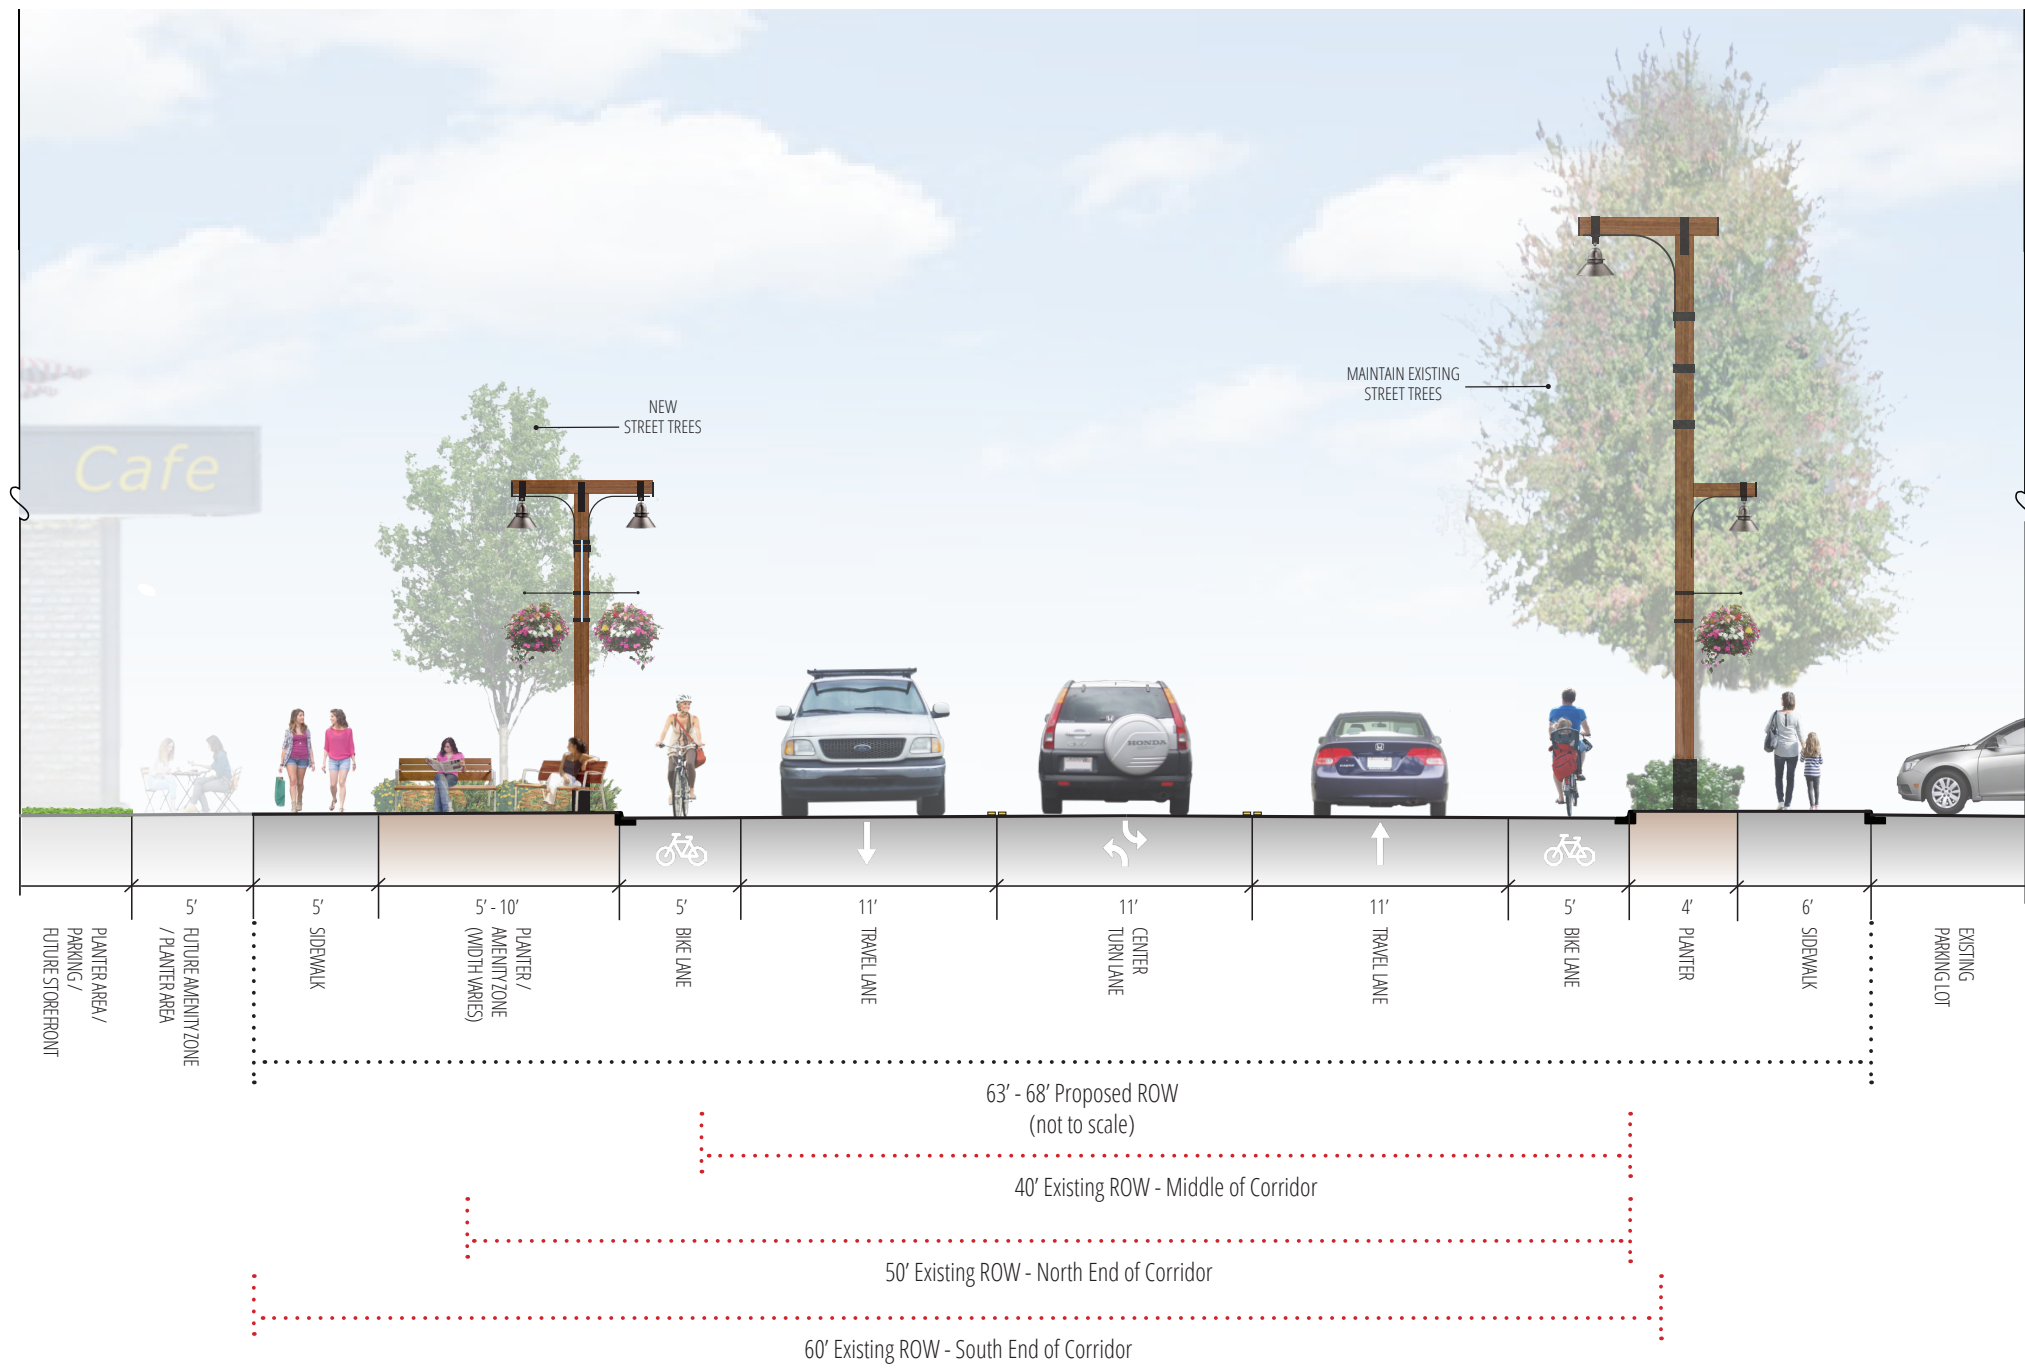 MAINTAIN EXISTING
STREET TREES
NEW
STREET TREES
Cafe
HONDA
5’
5’
5’ - 10’
5’
11’
11’
11’
5’
4’
6’
PLANTER AREA /
PARKING /
FUTURE STOREFRONT
FUTURE AMENITY ZONE
/ PLANTER AREA
SIDEWALK
PLANTER /
AMENITY ZONE
(WIDTH VARIES)
BIKE LANE
TRAVEL LANE
CENTER
TURN LANE
TRAVEL LANE
BIKE LANE
PLANTER
SIDEWALK
EXISTING
PARKING LOT
63’ - 68’ Proposed ROW
(not to scale)
40’ Existing ROW - Middle of Corridor
50’ Existing ROW - North End of Corridor
60’ Existing ROW - South End of Corridor